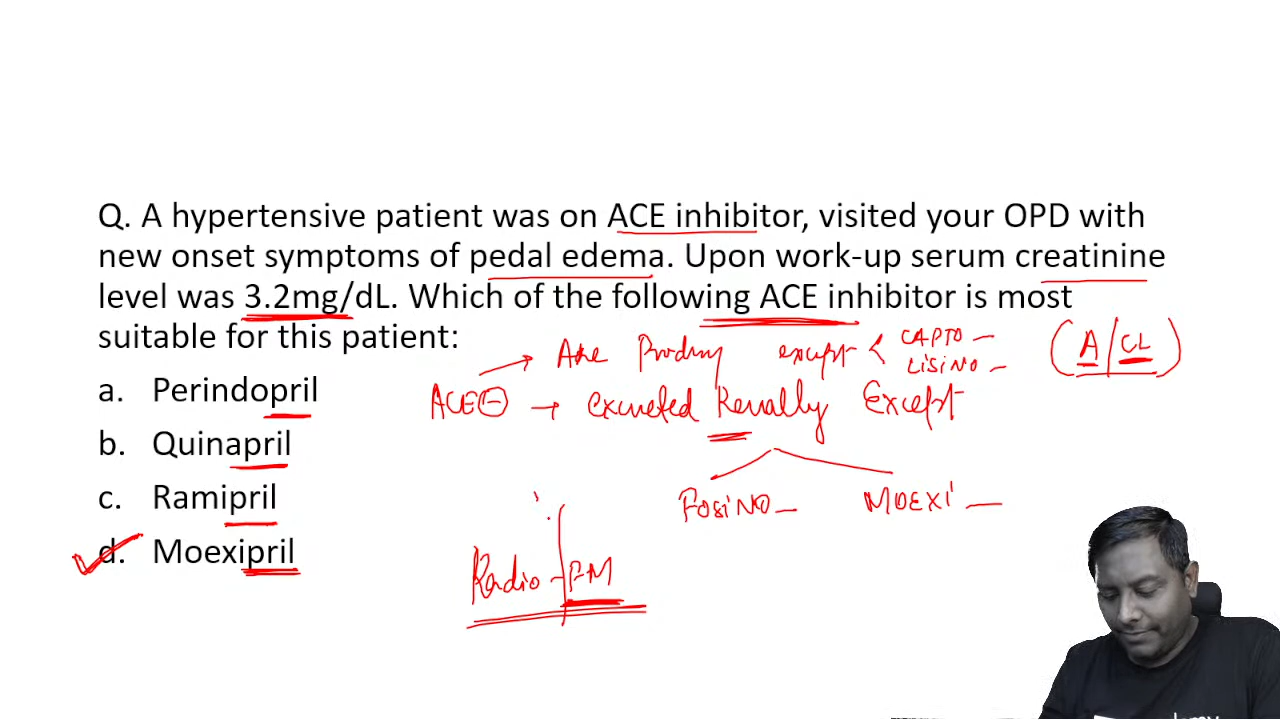 Q. A hypertensive patient was on ACE inhibitor, visited your OPD with
new onset symptoms of pedal edema. Upon work-up serum creatinine
level was 3.2mg/dL. Which of the following ACE inhibitor is most
suitable for this patient:
Are Prodrug except < CAPTO — LISINO — (A/CL)
a. Perindopril
ACE⊖ → excreted Renally Except
b. Quinapril
c. Ramipril
FOSINO — MOEXI —
d. Moexipril
Radio - FM